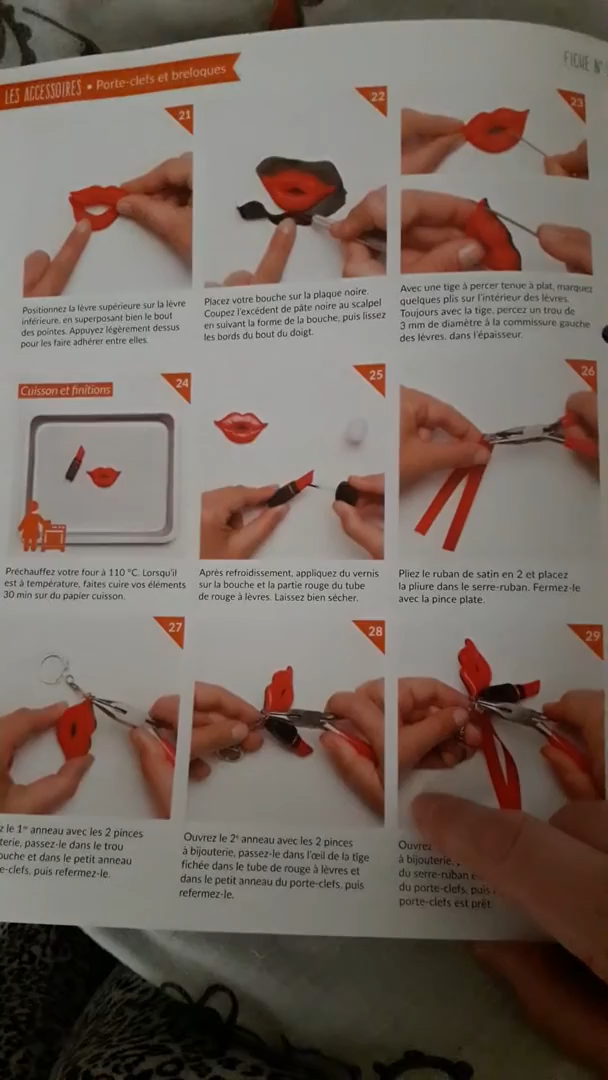 LES ACCESSOIRES • Porte-clefs et breloques
FICHE N°
21
Positionnez la lèvre supérieure sur la lèvre
inférieure, en superposant bien le bout
des pointes. Appuyez légèrement dessus
pour les faire adhérer entre elles.
22
Placez votre bouche sur la plaque noire.
Coupez l'excédent de pâte noire au scalpel
en suivant la forme de la bouche, puis lissez
les bords du bout du doigt.
23
Avec une tige à percer tenue à plat, marquez
quelques plis sur l'intérieur des lèvres.
Toujours avec la tige, percez un trou de
3 mm de diamètre à la commissure gauche
des lèvres, dans l'épaisseur.
Cuisson et finitions
24
Préchauffez votre four à 110 °C. Lorsqu'il
est à température, faites cuire vos éléments
30 min sur du papier cuisson.
25
Après refroidissement, appliquez du vernis
sur la bouche et la partie rouge du tube
de rouge à lèvres. Laissez bien sécher.
26
Pliez le ruban de satin en 2 et placez
la pliure dans le serre-ruban. Fermez-le
avec la pince plate.
27
z le 1er anneau avec les 2 pinces
terie, passez-le dans le trou
ouche et dans le petit anneau
e-clefs, puis refermez-le.
28
Ouvrez le 2e anneau avec les 2 pinces
à bijouterie, passez-le dans l'œil de la tige
fichée dans le tube de rouge à lèvres et
dans le petit anneau du porte-clefs, puis
refermez-le.
29
Ouvrez
à bijouterie,
du serre-ruban e
du porte-clefs, puis
porte-clefs est prêt.